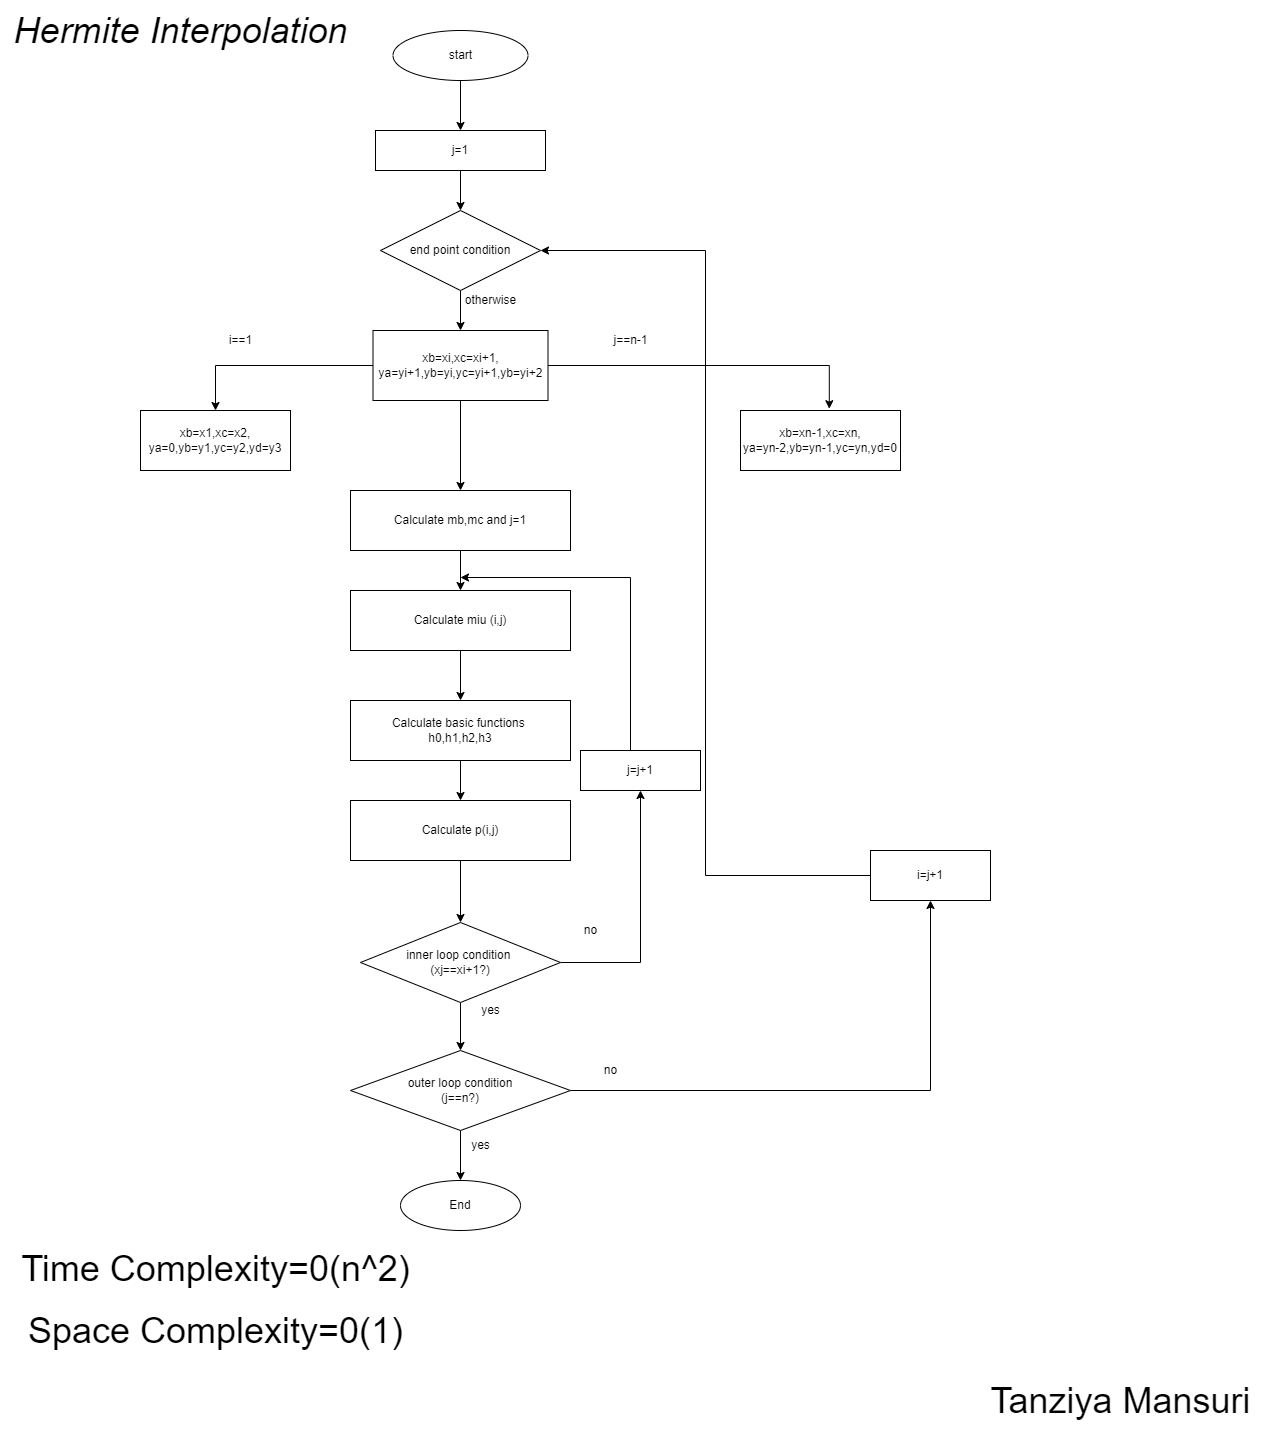 Hermite Interpolation
start
j=1
end point condition
otherwise
i==1
j==n-1
xb=xi,xc=xi+1,
ya=yi+1,yb=yi,yc=yi+1,yb=yi+2
xb=x1,xc=x2,
ya=0,yb=y1,yc=y2,yd=y3
xb=xn-1,xc=xn,
ya=yn-2,yb=yn-1,yc=yn,yd=0
Calculate mb,mc and j=1
Calculate miu (i,j)
Calculate basic functions
h0,h1,h2,h3
j=j+1
Calculate p(i,j)
i=j+1
no
inner loop condition
(xj==xi+1?)
yes
no
outer loop condition
(j==n?)
yes
End
Time Complexity=0(n^2)
Space Complexity=0(1)
Tanziya Mansuri